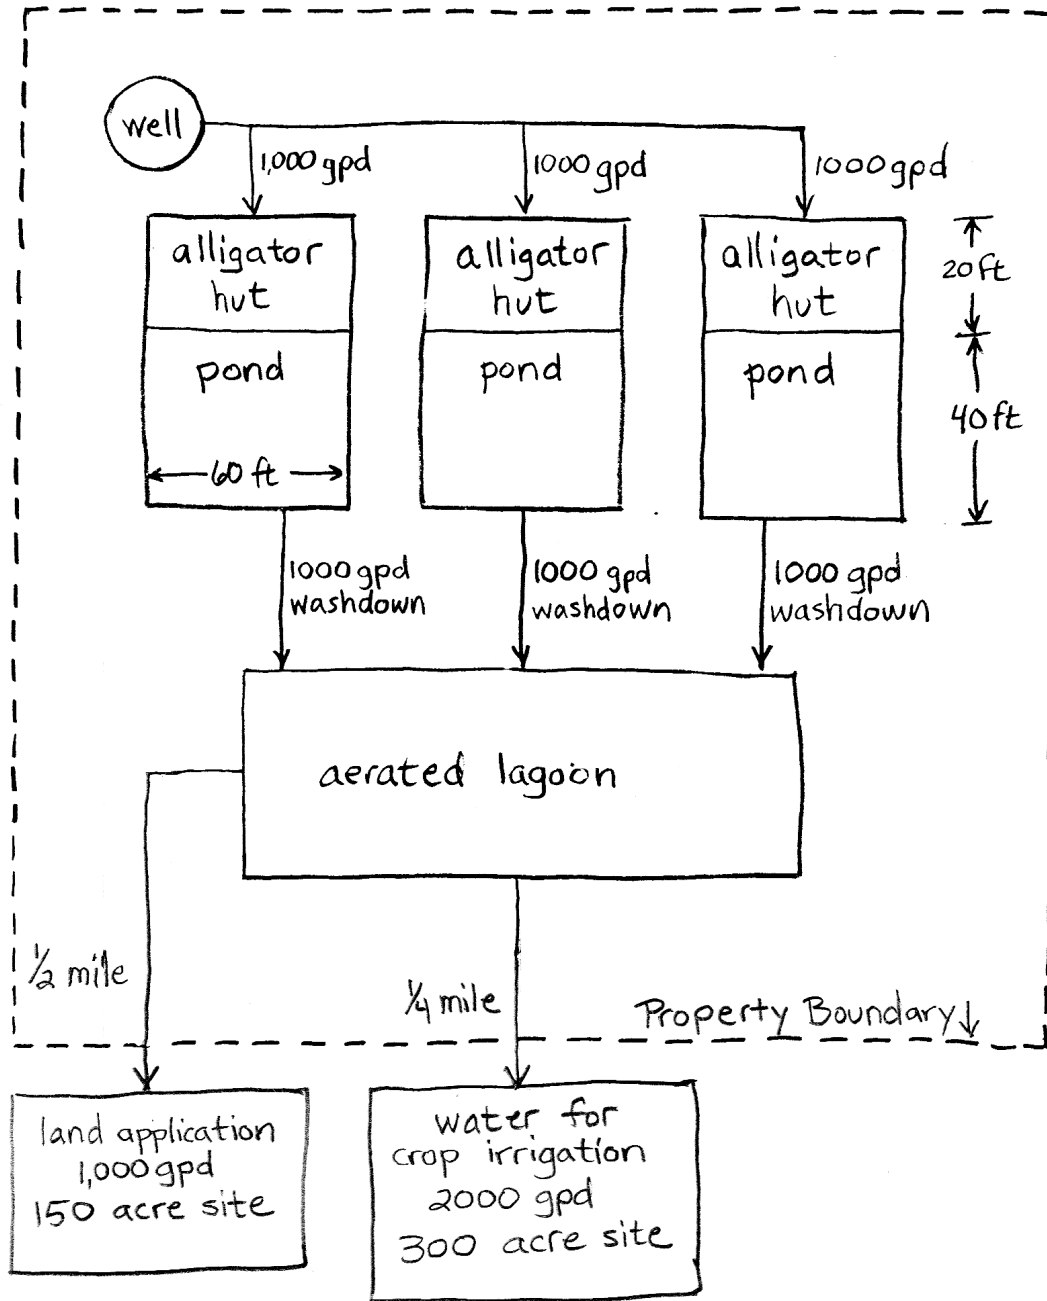 well
1,000 gpd
1000 gpd
1000 gpd
alligator
hut
alligator
hut
alligator
hut
20 ft
pond
pond
pond
40 ft
60 ft
1000 gpd
washdown
1000 gpd
washdown
1000 gpd
washdown
aerated lagoon
1/2 mile
1/4 mile
Property Boundary
land application
1,000 gpd
150 acre site
water for
crop irrigation
2000 gpd
300 acre site